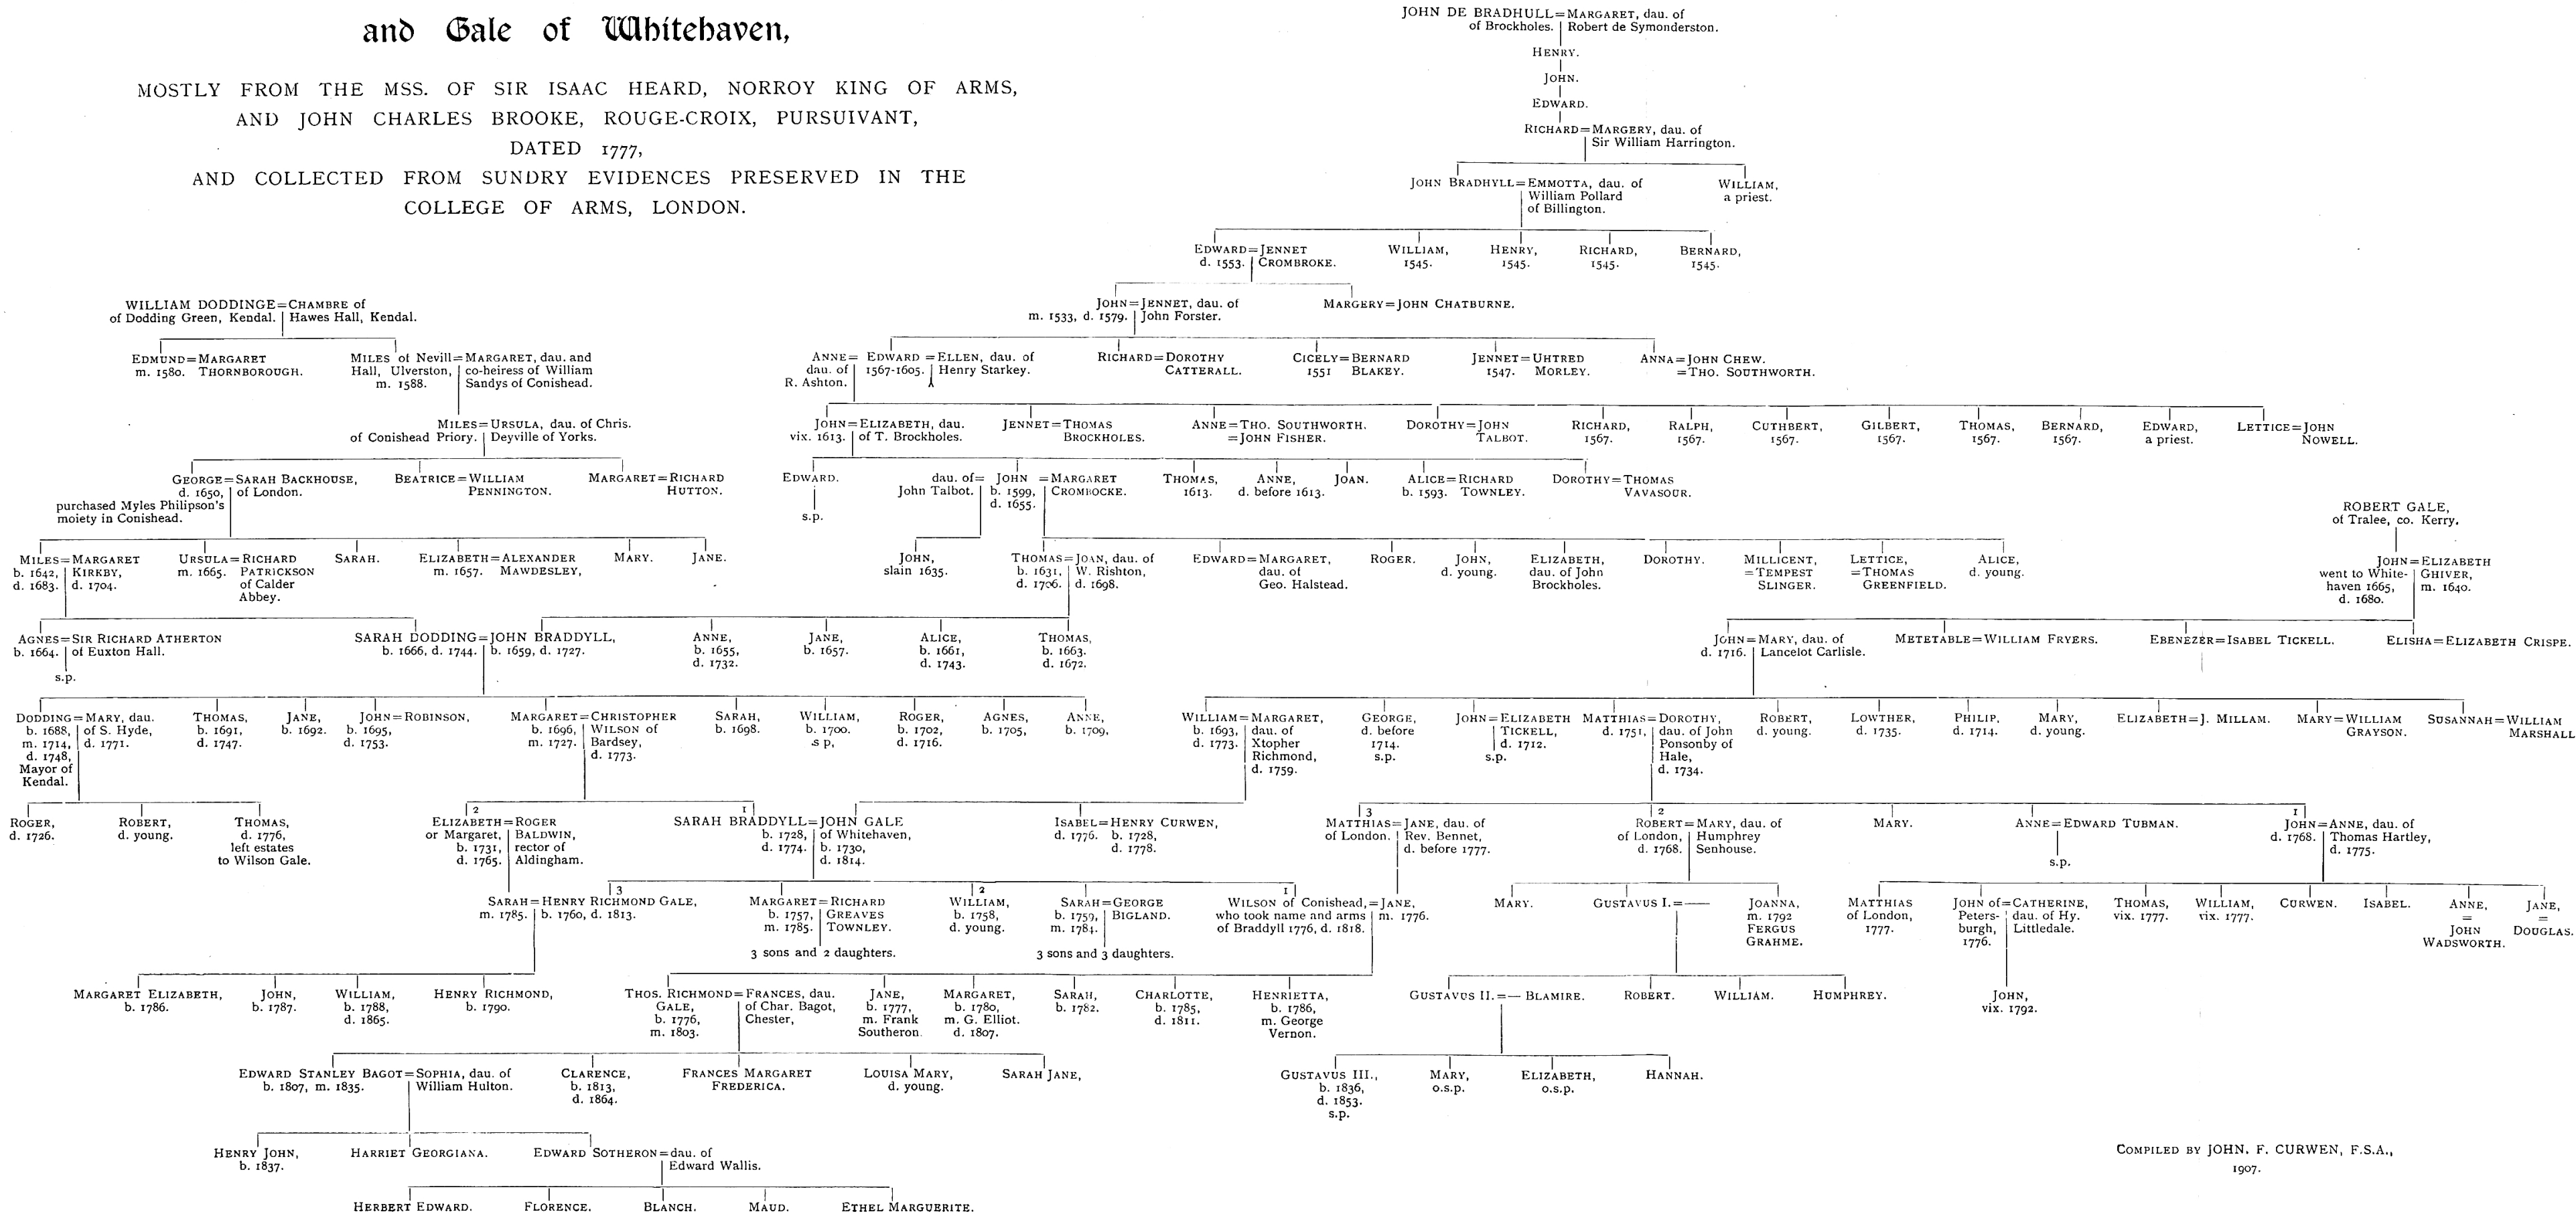 and Gale of Whitehaven,
MOSTLY FROM THE MSS. OF SIR ISAAC HEARD, NORROY KING OF ARMS,
AND JOHN CHARLES BROOKE, ROUGE-CROIX, PURSUIVANT,
DATED 1777,
AND COLLECTED FROM SUNDRY EVIDENCES PRESERVED IN THE
COLLEGE OF ARMS, LONDON.
JOHN DE BRADHULL=MARGARET, dau. of
of Brockholes. Robert de Symonderston.
HENRY.
JOHN.
EDWARD.
RICHARD=MARGERY, dau. of
Sir William Harrington.
JOHN BRADHYLL=EMMOTTA, dau. of WILLIAM,
William Pollard a priest.
of Billington.
EDWARD=JENNET WILLIAM, HENRY, RICHARD, BERNARD,
d. 1553. CROMBROKE. 1545. 1545. 1545. 1545.
WILLIAM DODDINGE=CHAMBRE of JOHN=JENNET, dau. of MARGERY=JOHN CHATBURNE.
of Dodding Green, Kendal. Hawes Hall, Kendal. m. 1533, d. 1579. John Forster.
EDMUND=MARGARET MILES of Nevill=MARGARET, dau. and ANNE= EDWARD =ELLEN, dau. of RICHARD=DOROTHY CICELY=BERNARD JENNET=UHTRED ANNA=JOHN CHEW.
m. 1580. THORNBOROUGH. Hall, Ulverston, co-heiress of William dau. of 1567-1605. Henry Starkey. CATTERALL. 1551 BLAKEY. 1547. MORLEY. =THO. SOUTHWORTH.
m. 1588. Sandys of Conishead. R. Ashton.
MILES=URSULA, dau. of Chris. JOHN=ELIZABETH, dau. JENNET=THOMAS ANNE=THO. SOUTHWORTH. DOROTHY=JOHN RICHARD, RALPH, CUTHBERT, GILBERT, THOMAS, BERNARD, EDWARD, LETTICE=JOHN
of Conishead Priory. Deyville of Yorks. vix. 1613. of T. Brockholes. BROCKHOLES. =JOHN FISHER. TALBOT. 1567. 1567. 1567. 1567. 1567. 1567. a priest. NOWELL.
GEORGE=SARAH BACKHOUSE, BEATRICE=WILLIAM MARGARET=RICHARD EDWARD. dau. of= JOHN =MARGARET THOMAS, ANNE, JOAN. ALICE=RICHARD DOROTHY=THOMAS
d. 1650, of London. PENNINGTON. HUTTON. John Talbot. b. 1599, CROMBOCKE. 1613. d. before 1613. b. 1593. TOWNLEY. VAVASOUR.
purchased Myles Philipson's d. 1655.
moiety in Conishead. s.p.
ROBERT GALE,
of Tralee, co. Kerry.
MILES=MARGARET URSULA=RICHARD SARAH. ELIZABETH=ALEXANDER MARY. JANE. JOHN, THOMAS=JOAN, dau. of EDWARD=MARGARET, ROGER. JOHN, ELIZABETH, DOROTHY. MILLICENT, LETTICE, ALICE, JOHN=ELIZABETH
b. 1642, KIRKBY, m. 1665. PATRICKSON m. 1657. MAWDESLEY, slain 1635. b. 1631, W. Rishton, dau. of d. young. dau. of John =TEMPEST =THOMAS d. young. went to White- GHIVER,
d. 1683. d. 1704. of Calder d. 1706. d. 1698. Geo. Halstead. Brockholes. SLINGER. GREENFIELD. haven 1665, m. 1640.
Abbey. d. 1680.
AGNES=SIR RICHARD ATHERTON SARAH DODDING=JOHN BRADDYLL, ANNE, JANE, ALICE, THOMAS, JOHN=MARY, dau. of METETABLE=WILLIAM FRYERS. EBENEZER=ISABEL TICKELL. ELISHA=ELIZABETH CRISPE.
b. 1664. of Euxton Hall. b. 1666, d. 1744. b. 1659, d. 1727. b. 1655, b. 1657. b. 1661, b. 1663. d. 1716. Lancelot Carlisle.
s.p. d. 1732. d. 1743. d. 1672.
DODDING=MARY, dau. THOMAS, JANE, JOHN=ROBINSON, MARGARET=CHRISTOPHER SARAH, WILLIAM, ROGER, AGNES, ANNE, WILLIAM=MARGARET, GEORGE, JOHN=ELIZABETH MATTHIAS=DOROTHY, ROBERT, LOWTHER, PHILIP, MARY, ELIZABETH=J. MILLAM. MARY=WILLIAM SUSANNAH=WILLIAM
b. 1688, of S. Hyde, b. 1691, b. 1692. b. 1695, b. 1696, WILSON of b. 1698. b. 1700. b. 1702, b. 1705, b. 1709, b. 1693, dau. of d. before TICKELL, d. 1751, dau. of John d. young. d. 1735. d. 1714. d. young. GRAYSON. MARSHALL
m. 1714, d. 1771. d. 1747. d. 1753. m. 1727. Bardsey, s p, d. 1716. d. 1773. Xtopher 1714. d. 1712. Ponsonby of
d. 1748, d. 1773. Richmond, s.p. s.p. Hale,
Mayor of d. 1759. d. 1734.
Kendal.
2 1 3 2 1
ROGER, ROBERT, THOMAS, ELIZABETH=ROGER SARAH BRADDYLL=JOHN GALE ISABEL=HENRY CURWEN, MATTHIAS=JANE, dau. of ROBERT=MARY, dau. of MARY. ANNE=EDWARD TUBMAN. JOHN=ANNE, dau. of
d. 1726. d. young. d. 1776, or Margaret, BALDWIN, b. 1728, of Whitehaven, d. 1776. b. 1728, of London. Rev. Bennet, of London, Humphrey d. 1768. Thomas Hartley,
left estates b. 1731, rector of d. 1774. b. 1730, d. 1778. d. before 1777. d. 1768. Senhouse. d. 1775.
to Wilson Gale. d. 1765. Aldingham. d. 1814. s.p.
3 2 1
SARAH=HENRY RICHMOND GALE, MARGARET=RICHARD WILLIAM, SARAH=GEORGE WILSON of Conishead,=JANE, MARY. GUSTAVUS I.=—— JOANNA, MATTHIAS JOHN of=CATHERINE, THOMAS, WILLIAM, CURWEN. ISABEL. ANNE, JANE,
m. 1785. b. 1760, d. 1813. b. 1757, GREAVES b. 1758, b. 1759, BIGLAND. who took name and arms m. 1776. m. 1792 of London, Peters- dau. of Hy. vix. 1777. vix. 1777. = =
m. 1785. TOWNLEY. d. young. m. 1784. of Braddyll 1776, d. 1818. FERGUS 1777. burgh, Littledale. JOHN DOUGLAS.
GRAHME. 1776. WADSWORTH.
3 sons and 2 daughters. 3 sons and 3 daughters.
MARGARET ELIZABETH, JOHN, WILLIAM, HENRY RICHMOND, THOS. RICHMOND=FRANCES, dau. JANE, MARGARET, SARAH, CHARLOTTE, HENRIETTA, GUSTAVUS II.=— BLAMIRE. ROBERT. WILLIAM. HUMPHREY. JOHN,
b. 1786. b. 1787. b. 1788, b. 1790. GALE, of Char. Bagot, b. 1777, b. 1780, b. 1782. b. 1785, b. 1786, vix. 1792.
d. 1865. b. 1776, Chester, m. Frank m. G. Elliot. d. 1811. m. George
m. 1803. Southeron. d. 1807. Vernon.
EDWARD STANLEY BAGOT=SOPHIA, dau. of CLARENCE, FRANCES MARGARET LOUISA MARY, SARAH JANE, GUSTAVUS III., MARY, ELIZABETH, HANNAH.
b. 1807, m. 1835. William Hulton. b. 1813, FREDERICA. d. young. b. 1836, o.s.p. o.s.p.
d. 1864. d. 1853.
s.p.
HENRY JOHN, HARRIET GEORGIANA. EDWARD SOTHERON=dau. of
b. 1837. Edward Wallis.
COMPILED BY JOHN. F. CURWEN, F.S.A.,
1907.
HERBERT EDWARD. FLORENCE. BLANCH. MAUD. ETHEL MARGUERITE.